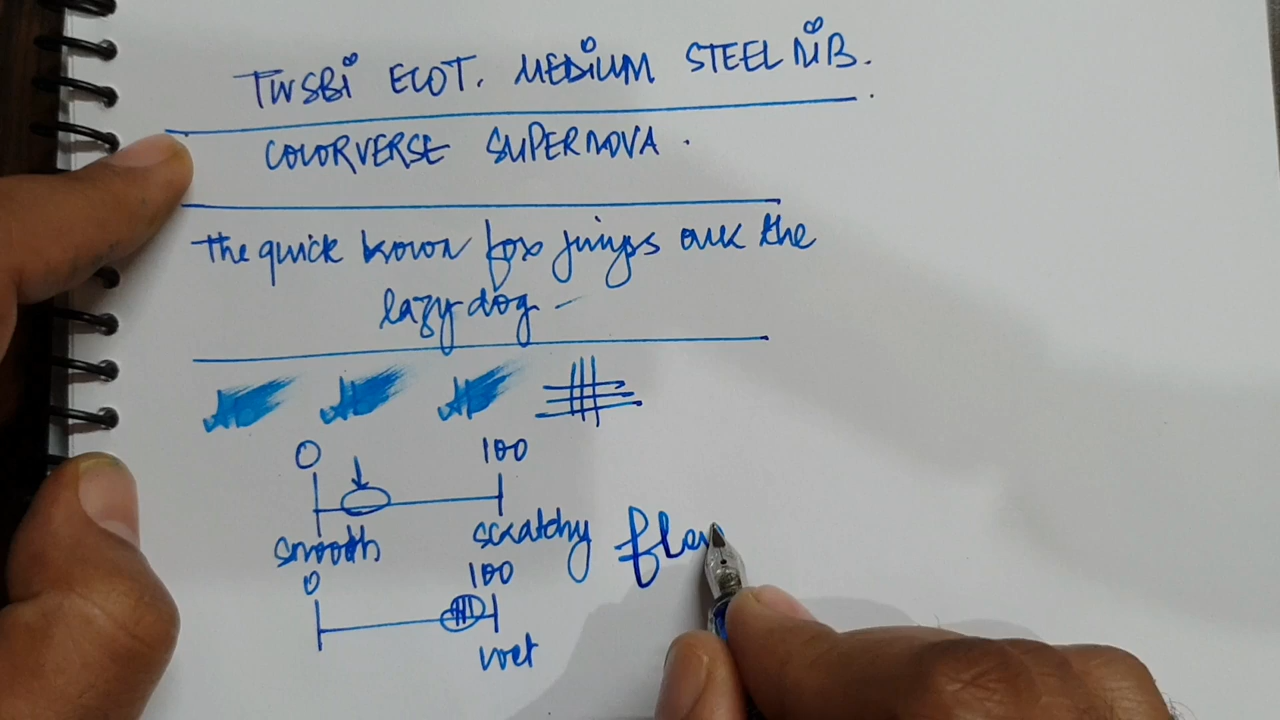 TWSBi ECOT. MEDIUM STEEL NIB.
COLORVERSE SUPERNOVA.
The quick brown fox jumps over the
lazy dog –
0 100
smooth scratchy flex
0 100
wet